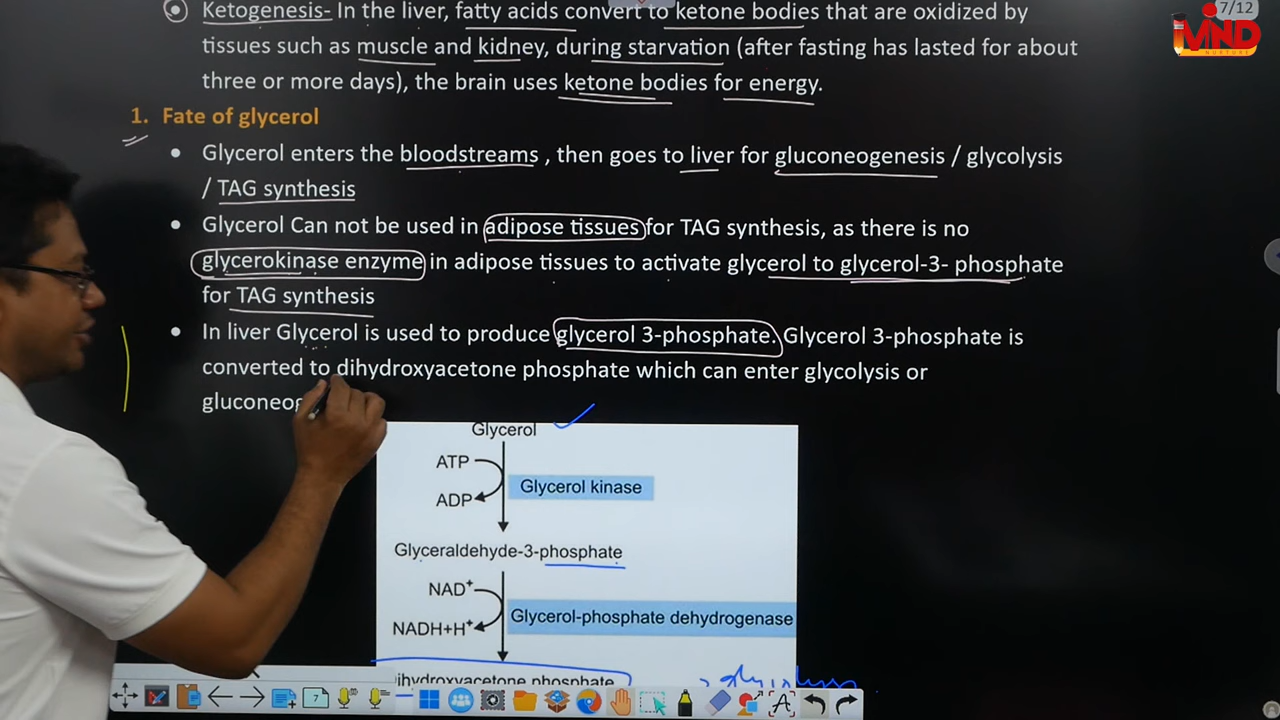 7/12
MIND
NURTURE
Ketogenesis- In the liver, fatty acids convert to ketone bodies that are oxidized by
tissues such as muscle and kidney, during starvation (after fasting has lasted for about
three or more days), the brain uses ketone bodies for energy.
1. Fate of glycerol
• Glycerol enters the bloodstreams , then goes to liver for gluconeogenesis / glycolysis
/ TAG synthesis
• Glycerol Can not be used in adipose tissues for TAG synthesis, as there is no
glycerokinase enzyme in adipose tissues to activate glycerol to glycerol-3- phosphate
for TAG synthesis
• In liver Glycerol is used to produce glycerol 3-phosphate. Glycerol 3-phosphate is
converted to dihydroxyacetone phosphate which can enter glycolysis or
Glycerol
ATP
Glycerol kinase
ADP
Glyceraldehyde-3-phosphate
NAD⁺
Glycerol-phosphate dehydrogenase
NADH+H⁺
ihydroxyacetone phosphate
7
A